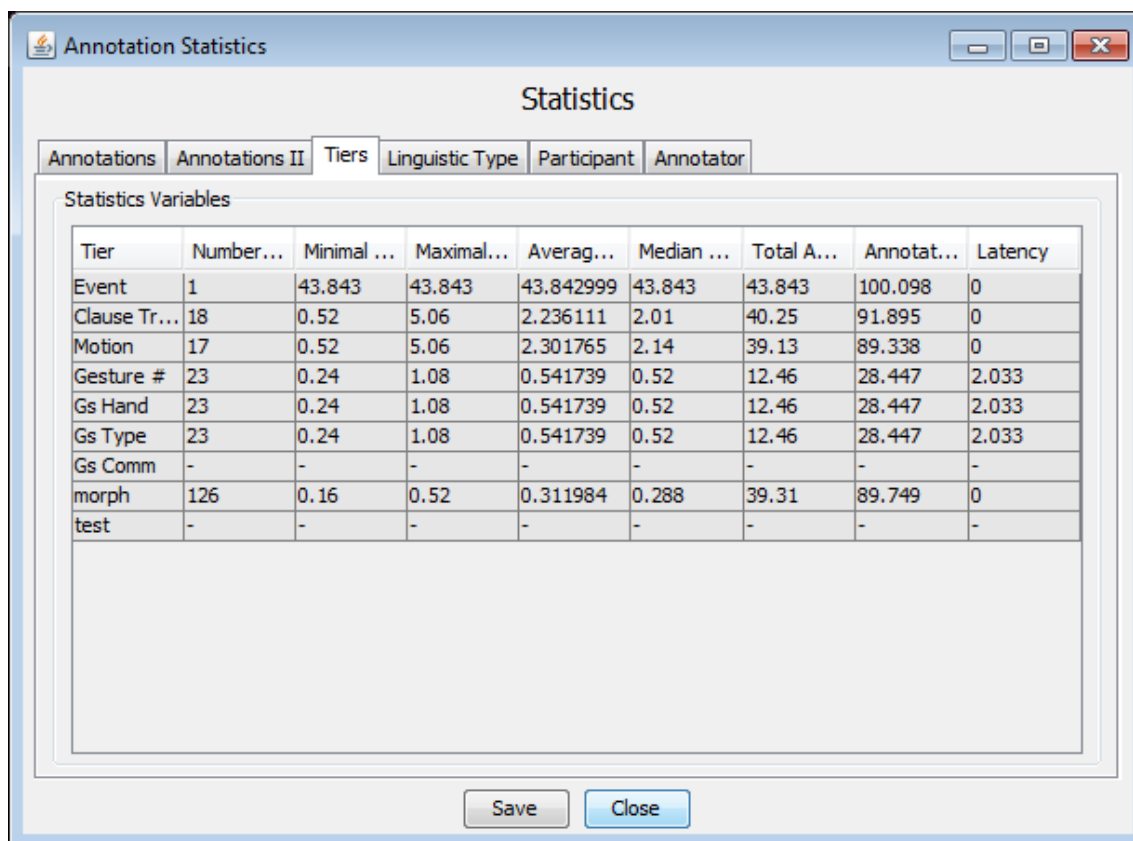 Annotation Statistics
Statistics
Annotations Annotations II Tiers Linguistic Type Participant Annotator
Statistics Variables
Tier Number... Minimal ... Maximal... Averag... Median ... Total A... Annotat... Latency
Event 1 43.843 43.843 43.842999 43.843 43.843 100.098 0
Clause Tr... 18 0.52 5.06 2.236111 2.01 40.25 91.895 0
Motion 17 0.52 5.06 2.301765 2.14 39.13 89.338 0
Gesture # 23 0.24 1.08 0.541739 0.52 12.46 28.447 2.033
Gs Hand 23 0.24 1.08 0.541739 0.52 12.46 28.447 2.033
Gs Type 23 0.24 1.08 0.541739 0.52 12.46 28.447 2.033
Gs Comm - - - - - - - -
morph 126 0.16 0.52 0.311984 0.288 39.31 89.749 0
test - - - - - - - -
Save Close